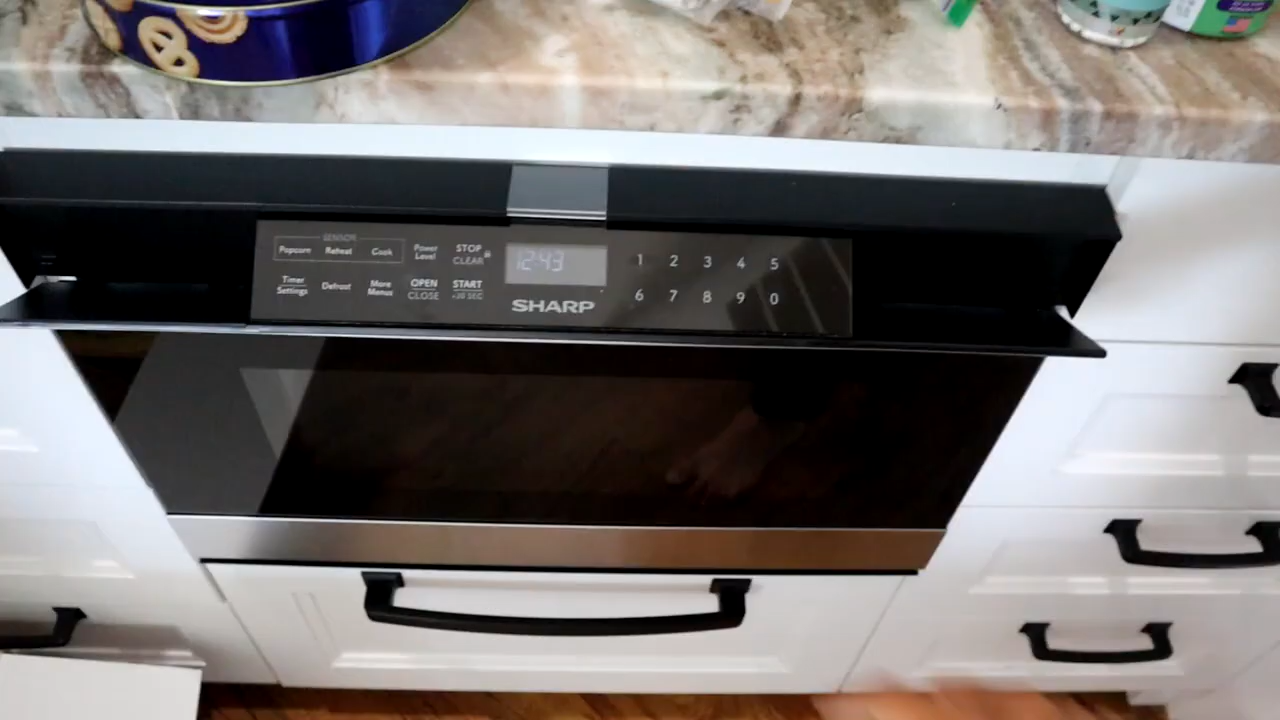 SENSOR
Popcorn Reheat Cook
Power Level
STOP
CLEAR
12:43
1 2 3 4 5
Timer Settings
Defrost
More Menus
OPEN
CLOSE
START
+30 SEC
SHARP
6 7 8 9 0